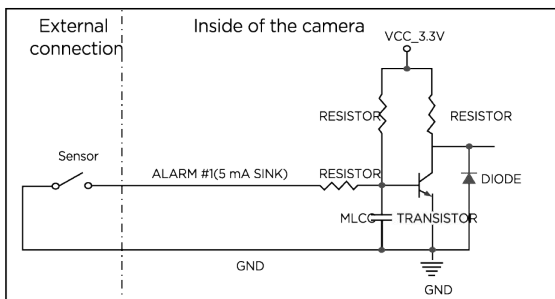 External
connection
Inside of the camera
VCC_3.3V
RESISTOR
RESISTOR
Sensor
ALARM #1(5 mA SINK)
RESISTOR
DIODE
MLCC
TRANSISTOR
GND
GND